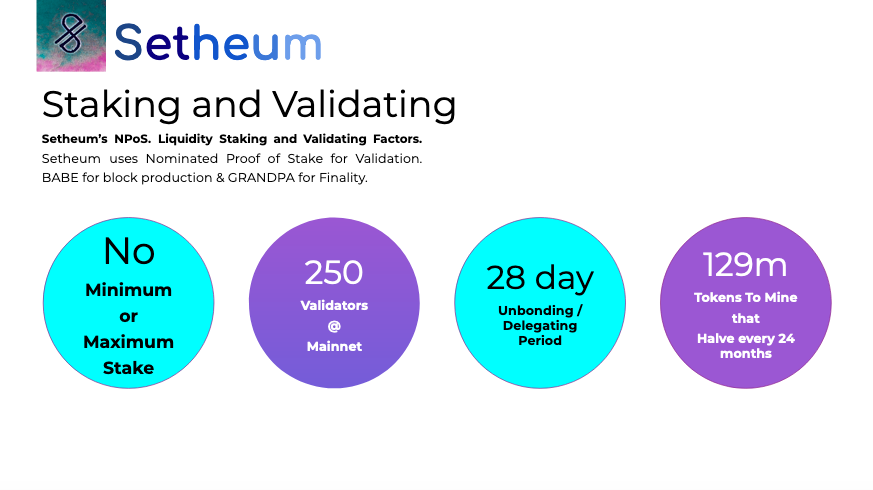 Setheum
Staking and Validating
Setheum's NPoS. Liquidity Staking and Validating Factors.
Setheum uses Nominated Proof of Stake for Validation.
BABE for block production & GRANDPA for Finality.
No
Minimum
or
Maximum
Stake
250
Validators
@
Mainnet
28 day
Unbonding /
Delegating
Period
129m
Tokens To Mine
that
Halve every 24
months